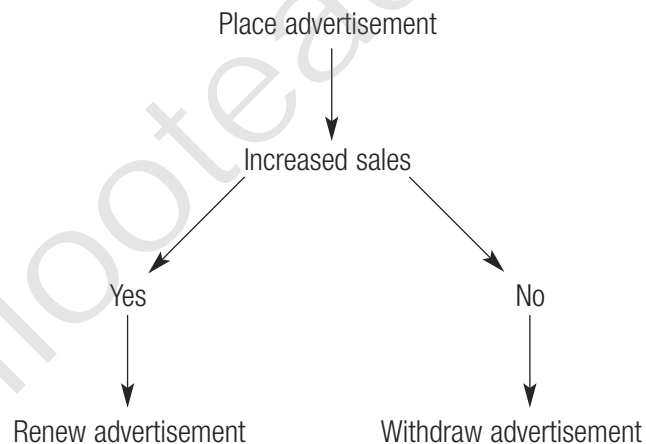 Place advertisement
Increased sales
Yes
No
Renew advertisement
Withdraw advertisement